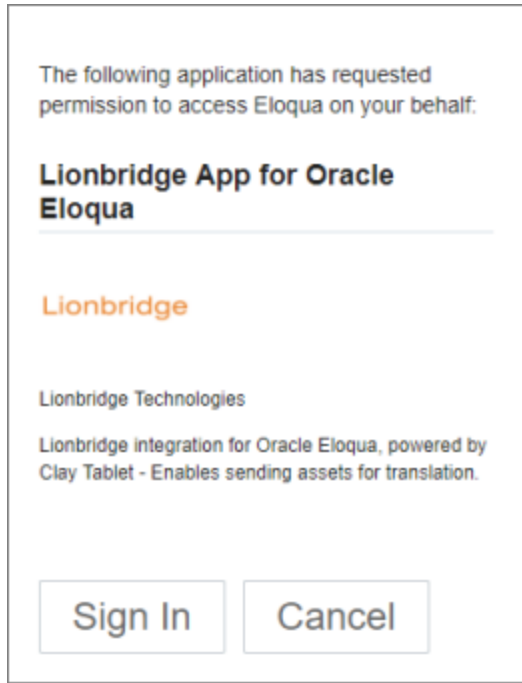 The following application has requested
permission to access Eloqua on your behalf:
Lionbridge App for Oracle
Eloqua
Lionbridge
Lionbridge Technologies
Lionbridge integration for Oracle Eloqua, powered by
Clay Tablet - Enables sending assets for translation.
Sign In Cancel